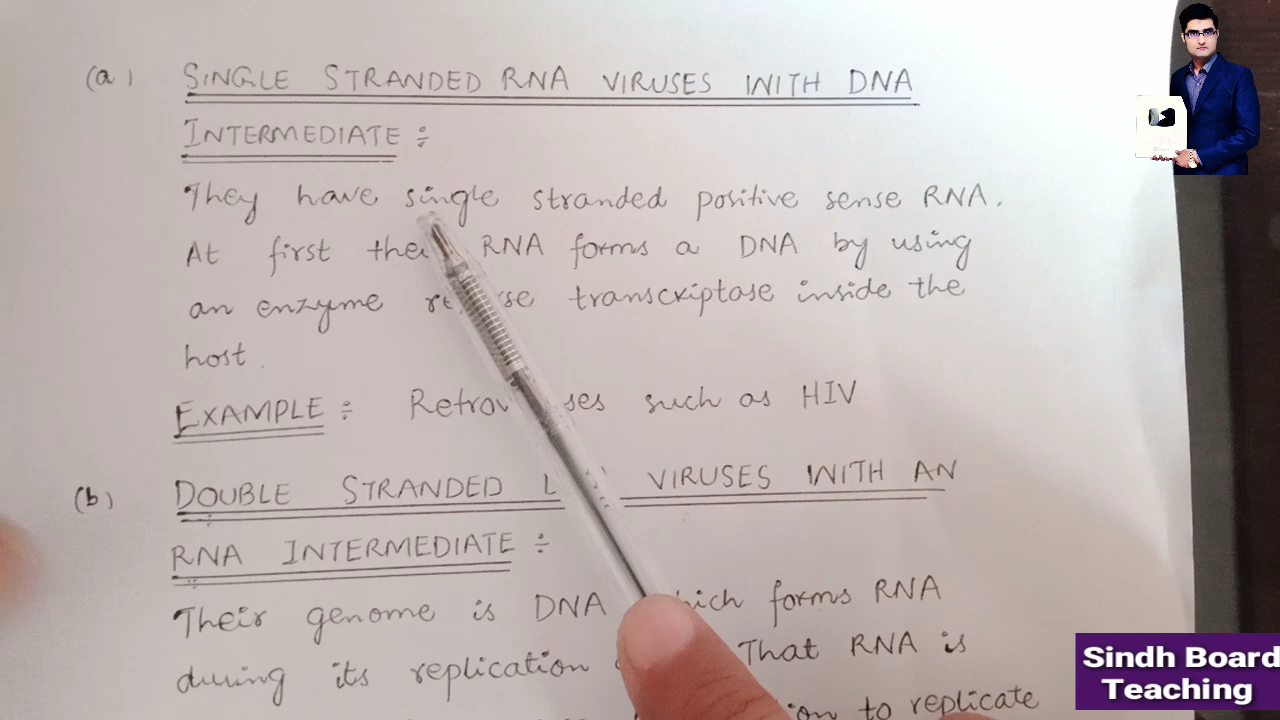 (a) SINGLE STRANDED RNA VIRUSES WITH DNA
INTERMEDIATE ÷
They have single stranded positive sense RNA.
At first RNA forms a DNA by using
an enzyme transcriptase inside the
host.
EXAMPLE ÷ such as HIV
(b) DOUBLE STRANDED VIRUSES WITH AN
RNA INTERMEDIATE ÷
Their genome is DNA which forms RNA
during its replication That RNA is
to replicate
Sindh Board
Teaching